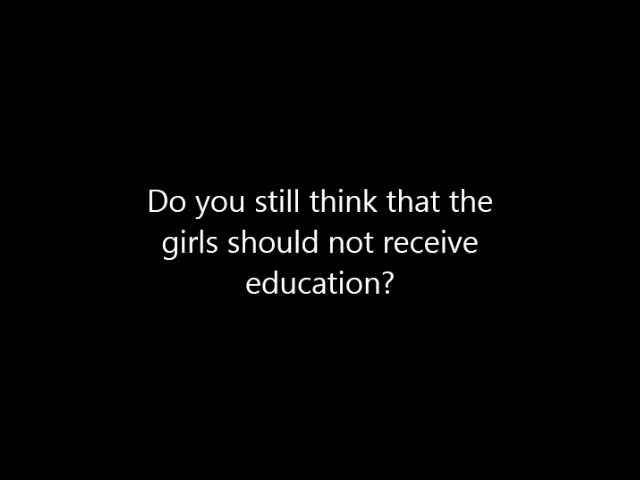 Do you still think that the
girls should not receive
education?